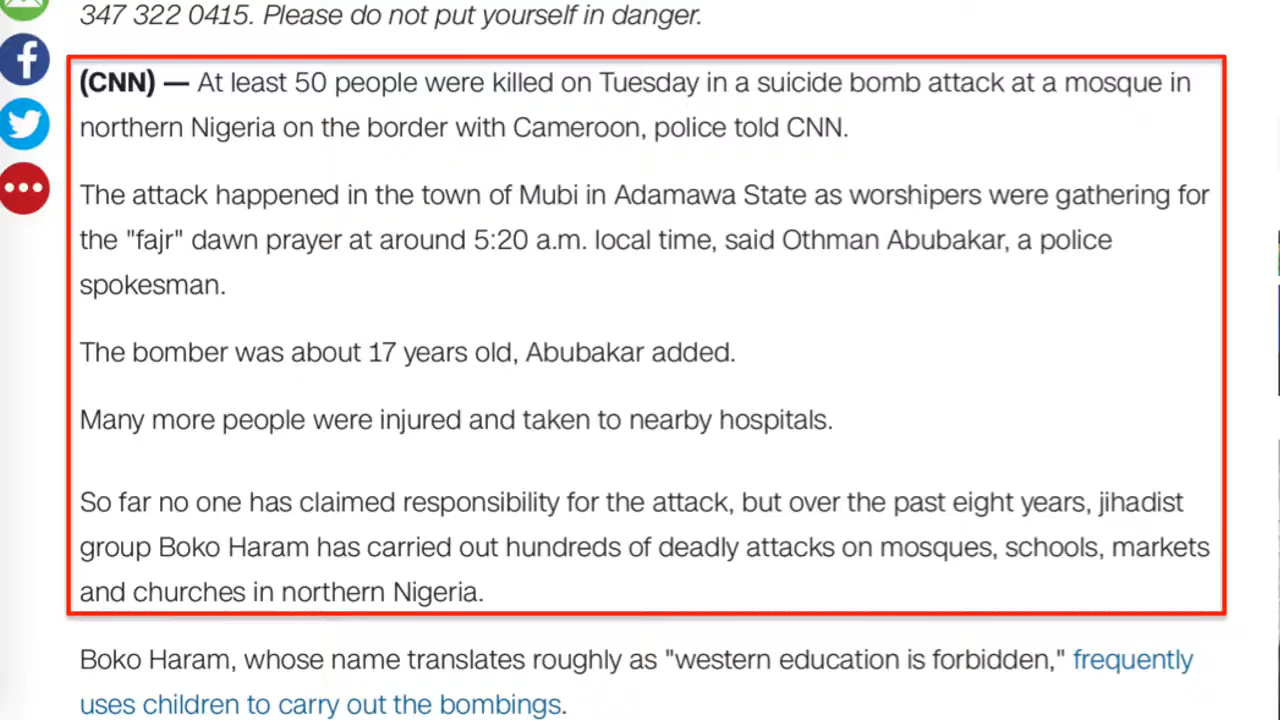 347 322 0415. Please do not put yourself in danger.
(CNN) — At least 50 people were killed on Tuesday in a suicide bomb attack at a mosque in
northern Nigeria on the border with Cameroon, police told CNN.
The attack happened in the town of Mubi in Adamawa State as worshipers were gathering for
the "fajr" dawn prayer at around 5:20 a.m. local time, said Othman Abubakar, a police
spokesman.
The bomber was about 17 years old, Abubakar added.
Many more people were injured and taken to nearby hospitals.
So far no one has claimed responsibility for the attack, but over the past eight years, jihadist
group Boko Haram has carried out hundreds of deadly attacks on mosques, schools, markets
and churches in northern Nigeria.
Boko Haram, whose name translates roughly as "western education is forbidden," frequently
uses children to carry out the bombings.